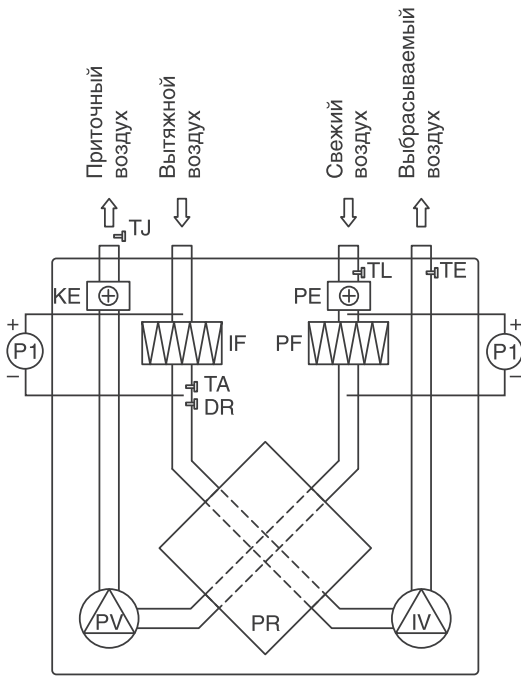 Приточный
воздух
Вытяжной
воздух
Свежий
воздух
Выбрасываемый
воздух
TJ
KE
TL
TE
PE
+
P1
−
IF
PF
+
P1
−
TA
DR
PV
PR
IV